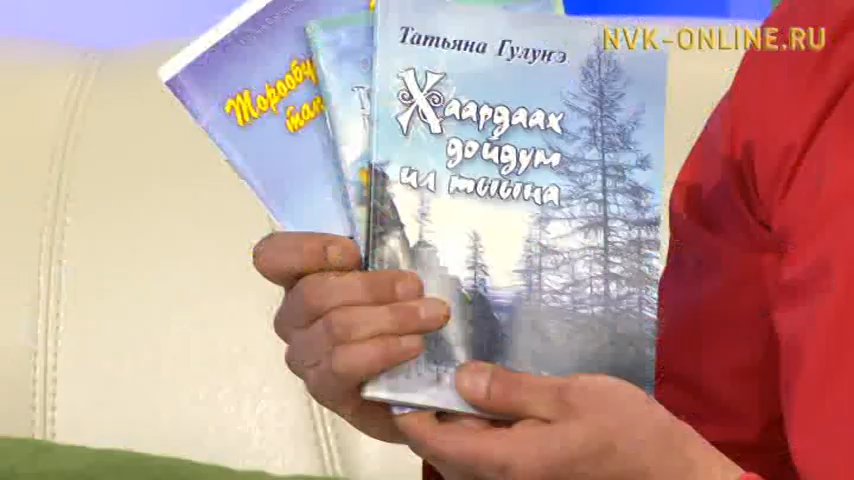 NVK-ONLINE.RU
Татьяна Гулунэ
Хаардаах
дойдум
ил тыына